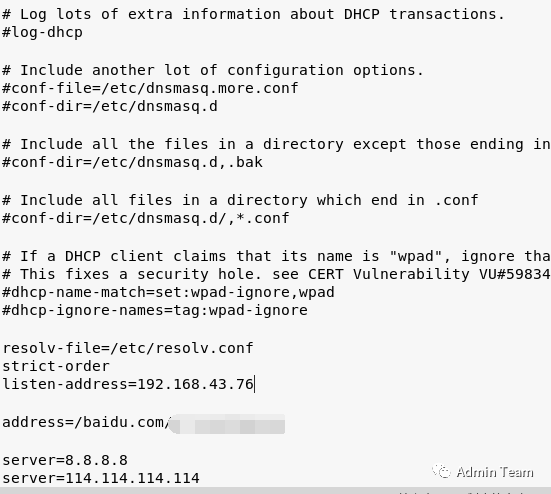 # Log lots of extra information about DHCP transactions.
#log-dhcp
# Include another lot of configuration options.
#conf-file=/etc/dnsmasq.more.conf
#conf-dir=/etc/dnsmasq.d
# Include all the files in a directory except those ending in
#conf-dir=/etc/dnsmasq.d,.bak
# Include all files in a directory which end in .conf
#conf-dir=/etc/dnsmasq.d/,*.conf
# If a DHCP client claims that its name is "wpad", ignore tha
# This fixes a security hole. see CERT Vulnerability VU#59834
#dhcp-name-match=set:wpad-ignore,wpad
#dhcp-ignore-names=tag:wpad-ignore
resolv-file=/etc/resolv.conf
strict-order
listen-address=192.168.43.76
address=/baidu.com/
server=8.8.8.8
server=114.114.114.114
Admin Team